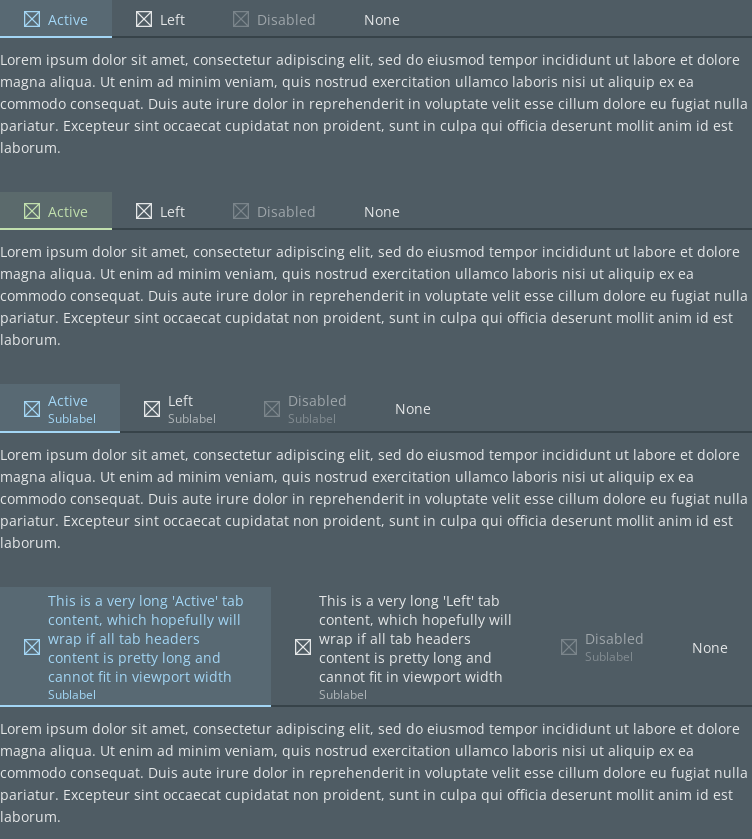 Active Left Disabled None
Lorem ipsum dolor sit amet, consectetur adipiscing elit, sed do eiusmod tempor incididunt ut labore et dolore
magna aliqua. Ut enim ad minim veniam, quis nostrud exercitation ullamco laboris nisi ut aliquip ex ea
commodo consequat. Duis aute irure dolor in reprehenderit in voluptate velit esse cillum dolore eu fugiat nulla
pariatur. Excepteur sint occaecat cupidatat non proident, sunt in culpa qui officia deserunt mollit anim id est
laborum.
Active Left Disabled None
Lorem ipsum dolor sit amet, consectetur adipiscing elit, sed do eiusmod tempor incididunt ut labore et dolore
magna aliqua. Ut enim ad minim veniam, quis nostrud exercitation ullamco laboris nisi ut aliquip ex ea
commodo consequat. Duis aute irure dolor in reprehenderit in voluptate velit esse cillum dolore eu fugiat nulla
pariatur. Excepteur sint occaecat cupidatat non proident, sunt in culpa qui officia deserunt mollit anim id est
laborum.
Active
Sublabel
Left
Sublabel
Disabled
Sublabel
None
Lorem ipsum dolor sit amet, consectetur adipiscing elit, sed do eiusmod tempor incididunt ut labore et dolore
magna aliqua. Ut enim ad minim veniam, quis nostrud exercitation ullamco laboris nisi ut aliquip ex ea
commodo consequat. Duis aute irure dolor in reprehenderit in voluptate velit esse cillum dolore eu fugiat nulla
pariatur. Excepteur sint occaecat cupidatat non proident, sunt in culpa qui officia deserunt mollit anim id est
laborum.
This is a very long 'Active' tab
content, which hopefully will
wrap if all tab headers
content is pretty long and
cannot fit in viewport width
Sublabel
This is a very long 'Left' tab
content, which hopefully will
wrap if all tab headers
content is pretty long and
cannot fit in viewport width
Sublabel
Disabled
Sublabel
None
Lorem ipsum dolor sit amet, consectetur adipiscing elit, sed do eiusmod tempor incididunt ut labore et dolore
magna aliqua. Ut enim ad minim veniam, quis nostrud exercitation ullamco laboris nisi ut aliquip ex ea
commodo consequat. Duis aute irure dolor in reprehenderit in voluptate velit esse cillum dolore eu fugiat nulla
pariatur. Excepteur sint occaecat cupidatat non proident, sunt in culpa qui officia deserunt mollit anim id est
laborum.